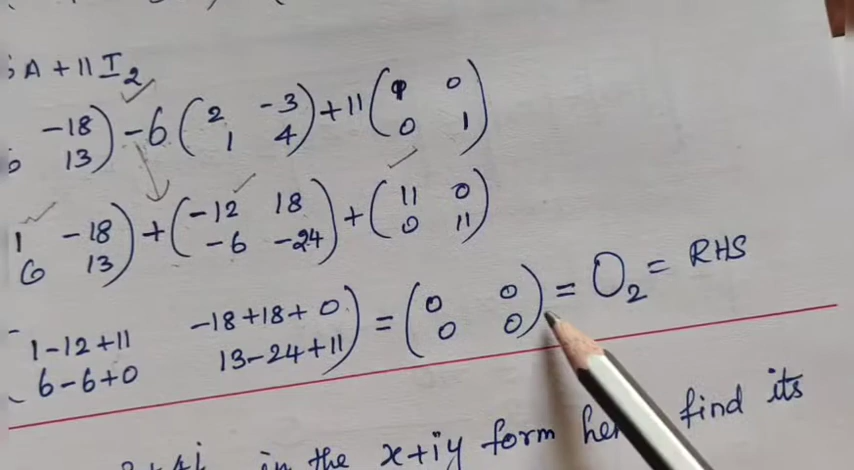 A + 11 I₂
-18) - 6 (2 -3) + 11 (1 0)
13) (1 4) (0 1)
1 -18) + (-12 18) + (11 0)
6 13) (-6 -24) (0 11)
1-12+11 -18+18+0) = (0 0) = O₂ = RHS
6-6+0 13-24+11) (0 0)
in the x+iy form find its